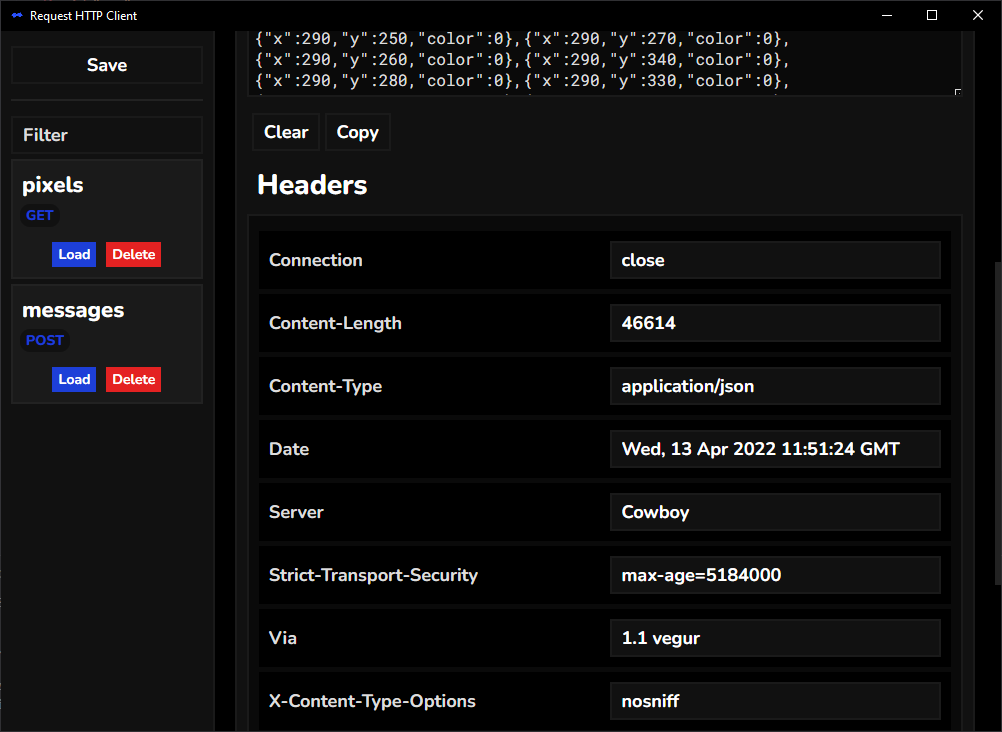 Request HTTP Client
Save
Filter
pixels
GET
Load Delete
messages
POST
Load Delete
{"x":290,"y":250,"color":0},{"x":290,"y":270,"color":0},
{"x":290,"y":260,"color":0},{"x":290,"y":340,"color":0},
{"x":290,"y":280,"color":0},{"x":290,"y":330,"color":0},
Clear Copy
Headers
Connection close
Content-Length 46614
Content-Type application/json
Date Wed, 13 Apr 2022 11:51:24 GMT
Server Cowboy
Strict-Transport-Security max-age=5184000
Via 1.1 vegur
X-Content-Type-Options nosniff